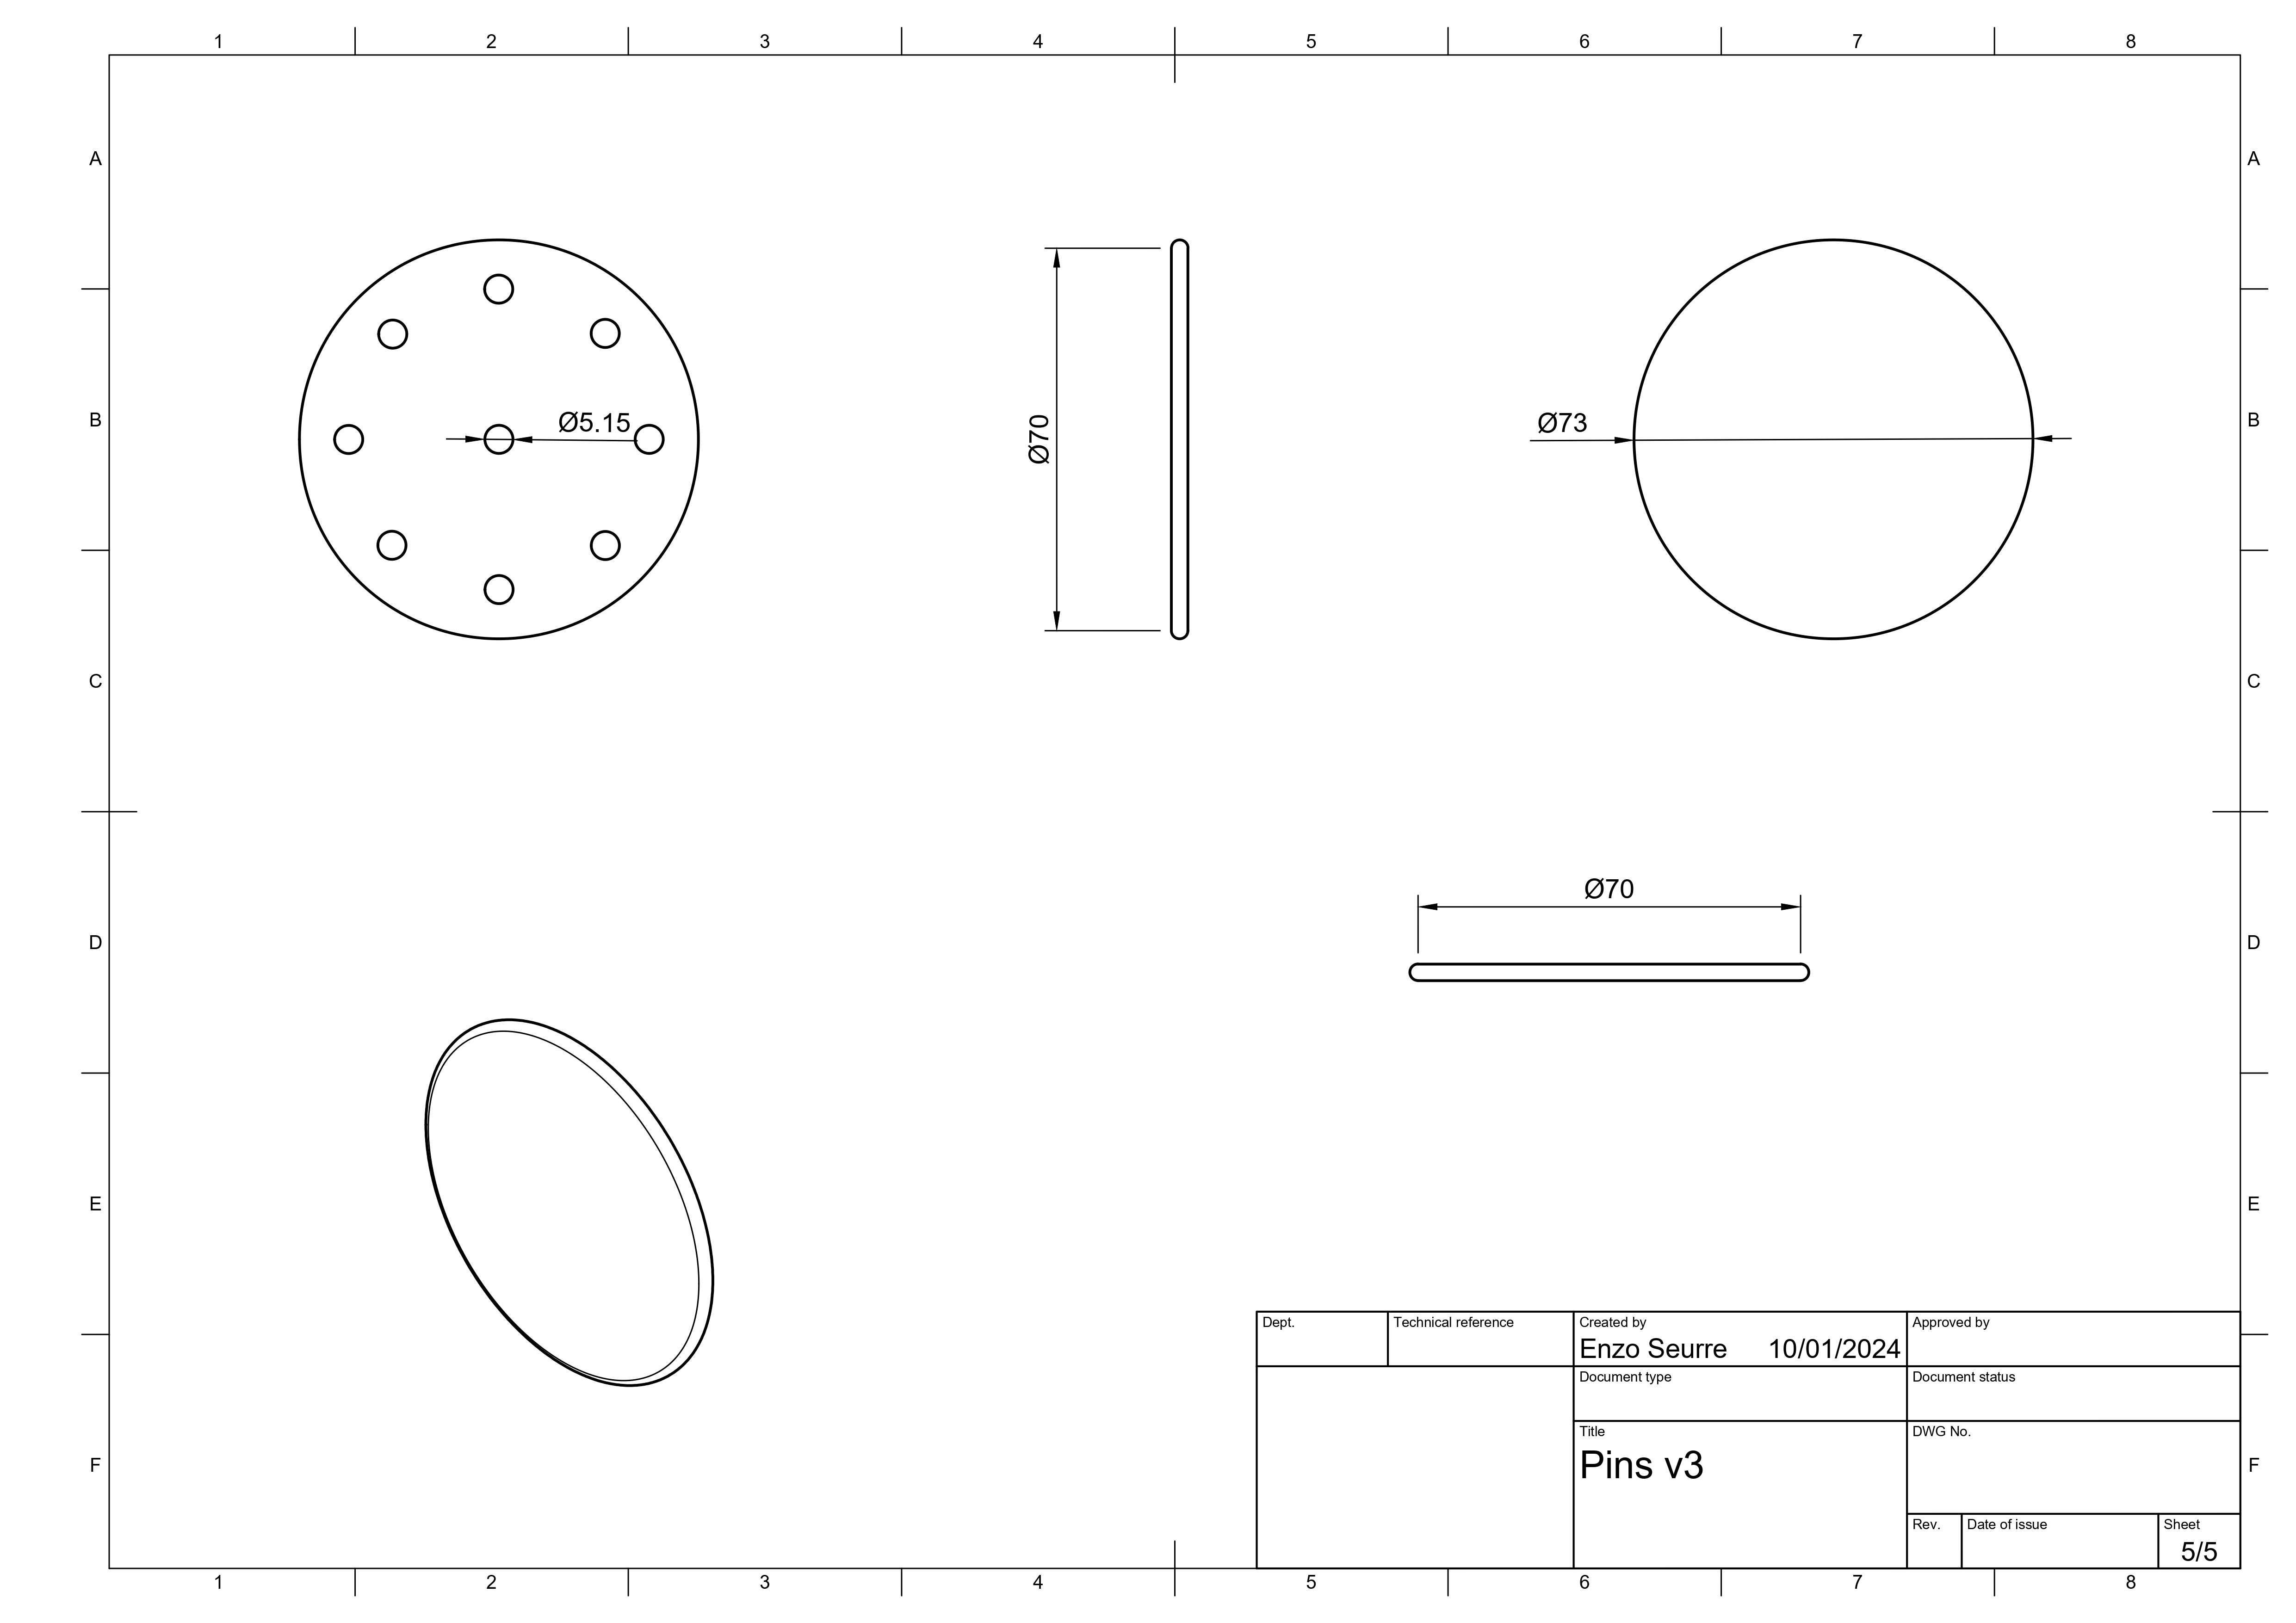 1 2 3 4 5 6 7 8
A A
Ø5.15 Ø70 Ø73
B B
C C
Ø70
D D
E E
Dept. Technical reference Created by Approved by
Enzo Seurre 10/01/2024
Document type Document status
Title DWG No.
Pins v3
F F
Rev. Date of issue Sheet
5/5
1 2 3 4 5 6 7 8